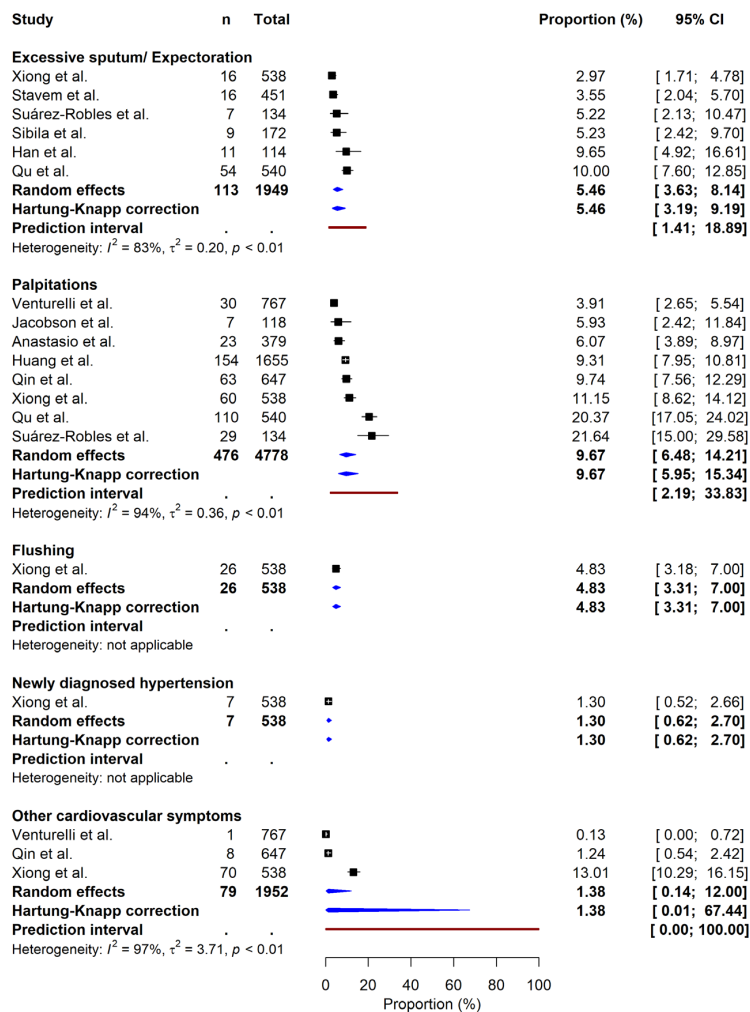 Study n Total Proportion (%) 95% CI
Excessive sputum/ Expectoration
Xiong et al. 16 538 2.97 [ 1.71; 4.78]
Stavem et al. 16 451 3.55 [ 2.04; 5.70]
Suárez-Robles et al. 7 134 5.22 [ 2.13; 10.47]
Sibila et al. 9 172 5.23 [ 2.42; 9.70]
Han et al. 11 114 9.65 [ 4.92; 16.61]
Qu et al. 54 540 10.00 [ 7.60; 12.85]
Random effects 113 1949 5.46 [ 3.63; 8.14]
Hartung-Knapp correction 5.46 [ 3.19; 9.19]
Prediction interval . . [ 1.41; 18.89]
Heterogeneity: I² = 83%, τ² = 0.20, p < 0.01
Palpitations
Venturelli et al. 30 767 3.91 [ 2.65; 5.54]
Jacobson et al. 7 118 5.93 [ 2.42; 11.84]
Anastasio et al. 23 379 6.07 [ 3.89; 8.97]
Huang et al. 154 1655 9.31 [ 7.95; 10.81]
Qin et al. 63 647 9.74 [ 7.56; 12.29]
Xiong et al. 60 538 11.15 [ 8.62; 14.12]
Qu et al. 110 540 20.37 [17.05; 24.02]
Suárez-Robles et al. 29 134 21.64 [15.00; 29.58]
Random effects 476 4778 9.67 [ 6.48; 14.21]
Hartung-Knapp correction 9.67 [ 5.95; 15.34]
Prediction interval . . [ 2.19; 33.83]
Heterogeneity: I² = 94%, τ² = 0.36, p < 0.01
Flushing
Xiong et al. 26 538 4.83 [ 3.18; 7.00]
Random effects 26 538 4.83 [ 3.31; 7.00]
Hartung-Knapp correction 4.83 [ 3.31; 7.00]
Prediction interval . .
Heterogeneity: not applicable
Newly diagnosed hypertension
Xiong et al. 7 538 1.30 [ 0.52; 2.66]
Random effects 7 538 1.30 [ 0.62; 2.70]
Hartung-Knapp correction 1.30 [ 0.62; 2.70]
Prediction interval . .
Heterogeneity: not applicable
Other cardiovascular symptoms
Venturelli et al. 1 767 0.13 [ 0.00; 0.72]
Qin et al. 8 647 1.24 [ 0.54; 2.42]
Xiong et al. 70 538 13.01 [10.29; 16.15]
Random effects 79 1952 1.38 [ 0.14; 12.00]
Hartung-Knapp correction 1.38 [ 0.01; 67.44]
Prediction interval . . [ 0.00; 100.00]
Heterogeneity: I² = 97%, τ² = 3.71, p < 0.01
0 20 40 60 80 100
Proportion (%)